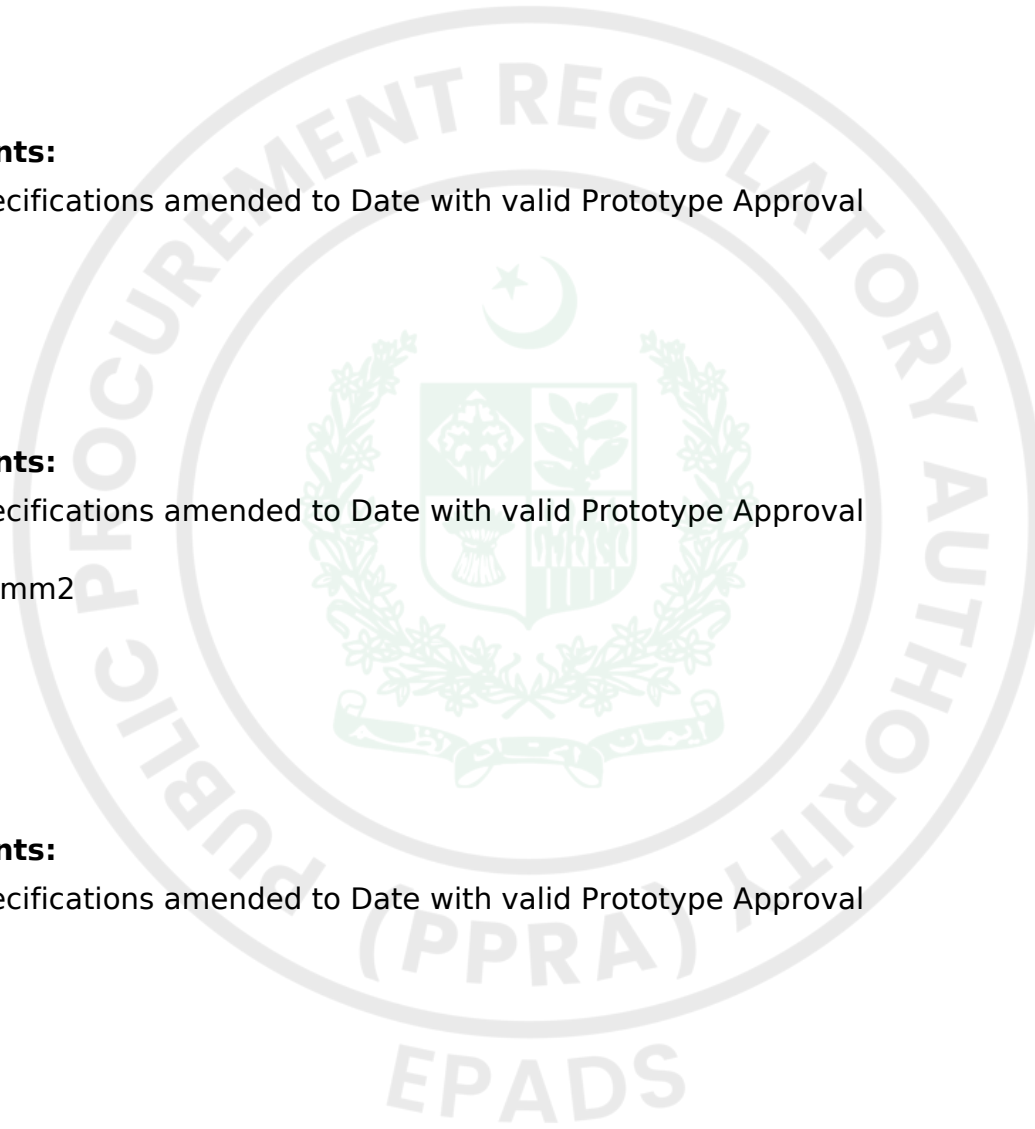 nts:
ecifications amended to Date with valid Prototype Approval
nts:
ecifications amended to Date with valid Prototype Approval
mm2
nts:
ecifications amended to Date with valid Prototype Approval
PUBLIC PROCUREMENT REGULATORY AUTHORITY
(PPRA)
EPADS